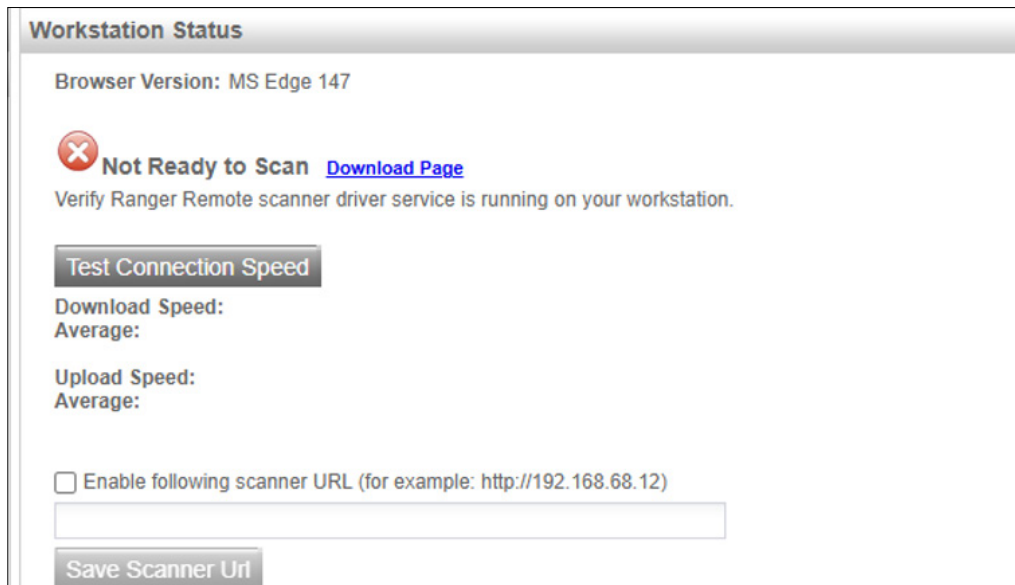 Workstation Status
Browser Version: MS Edge 147
Not Ready to Scan Download Page
Verify Ranger Remote scanner driver service is running on your workstation.
Test Connection Speed
Download Speed:
Average:
Upload Speed:
Average:
Enable following scanner URL (for example: http://192.168.68.12)
Save Scanner Url